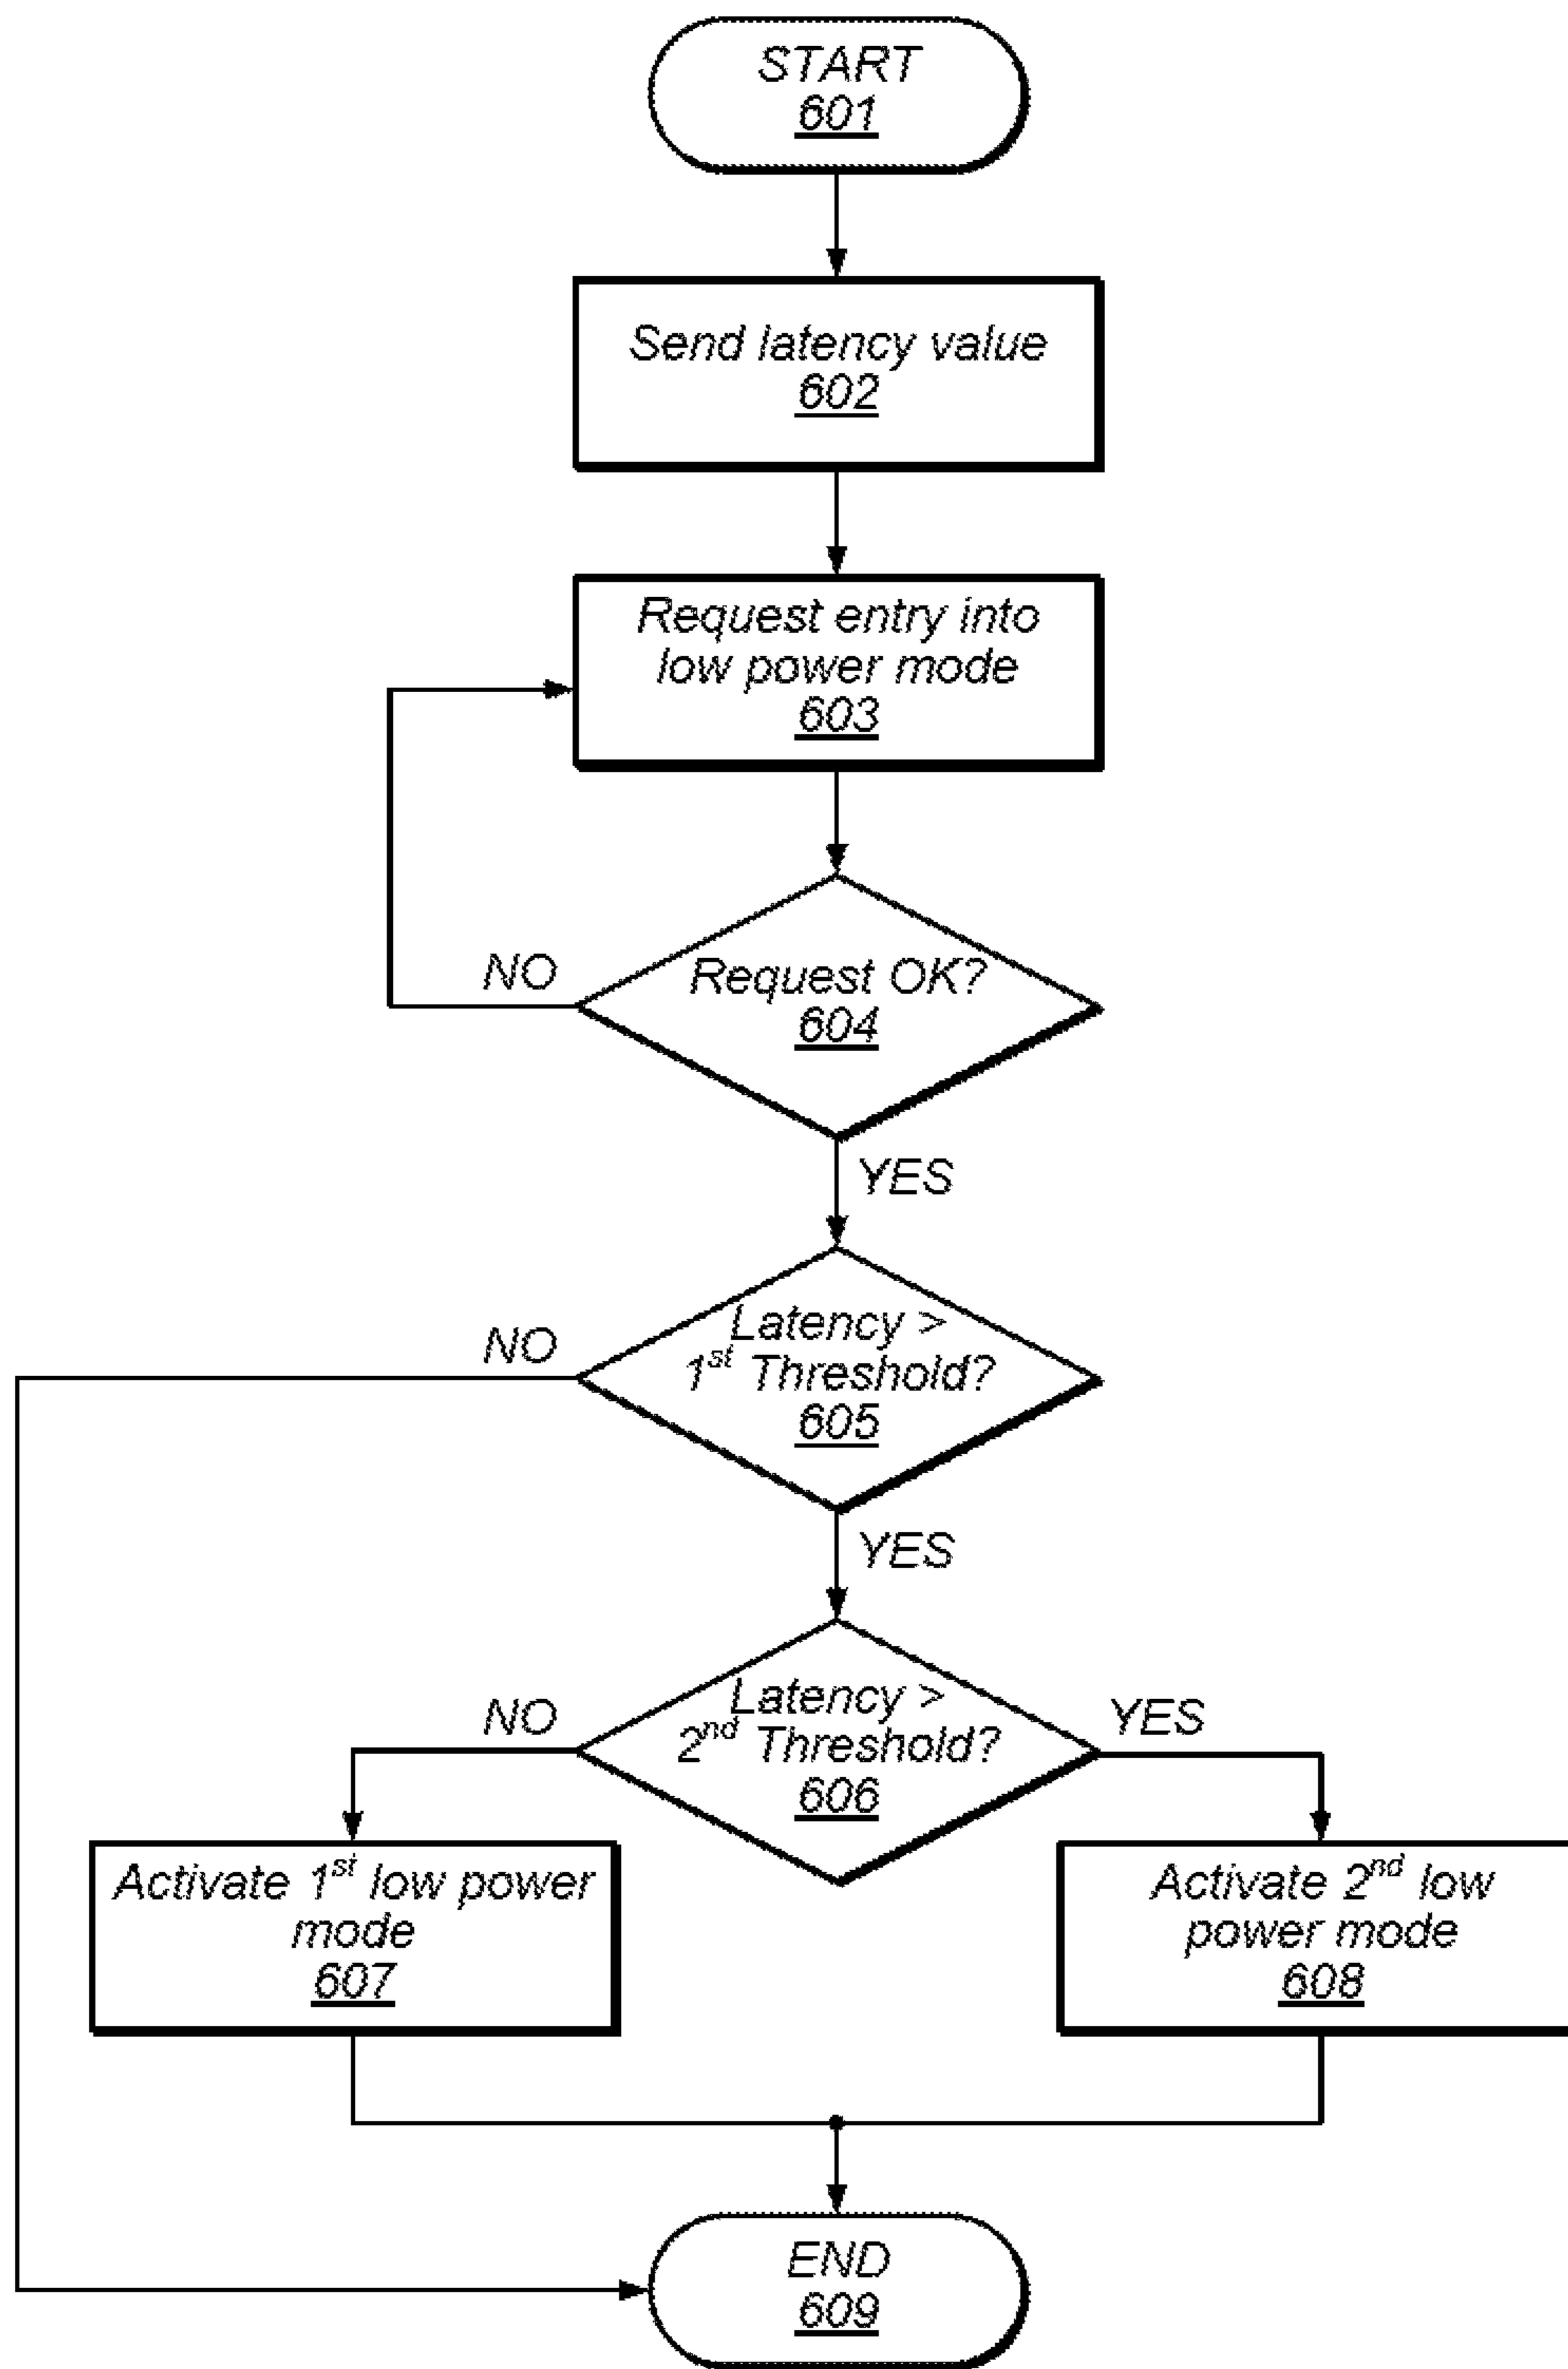 START
601
Send latency value
602
Request entry into
low power mode
603
NO
Request OK?
604
YES
NO
Latency >
1st Threshold?
605
YES
NO
Latency >
2nd Threshold?
606
YES
Activate 1st low power
mode
607
Activate 2nd low
power mode
608
END
609